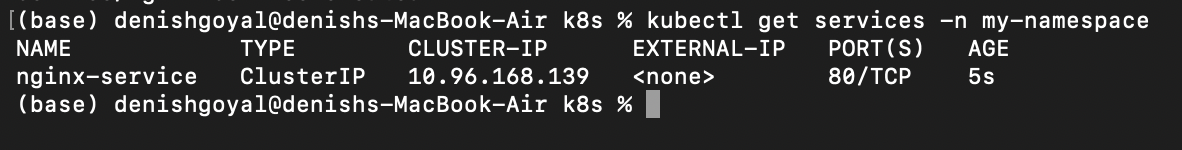 [(base) denishgoyal@denishs-MacBook-Air k8s % kubectl get services -n my-namespace
NAME TYPE CLUSTER-IP EXTERNAL-IP PORT(S) AGE
nginx-service ClusterIP 10.96.168.139 <none> 80/TCP 5s
(base) denishgoyal@denishs-MacBook-Air k8s %